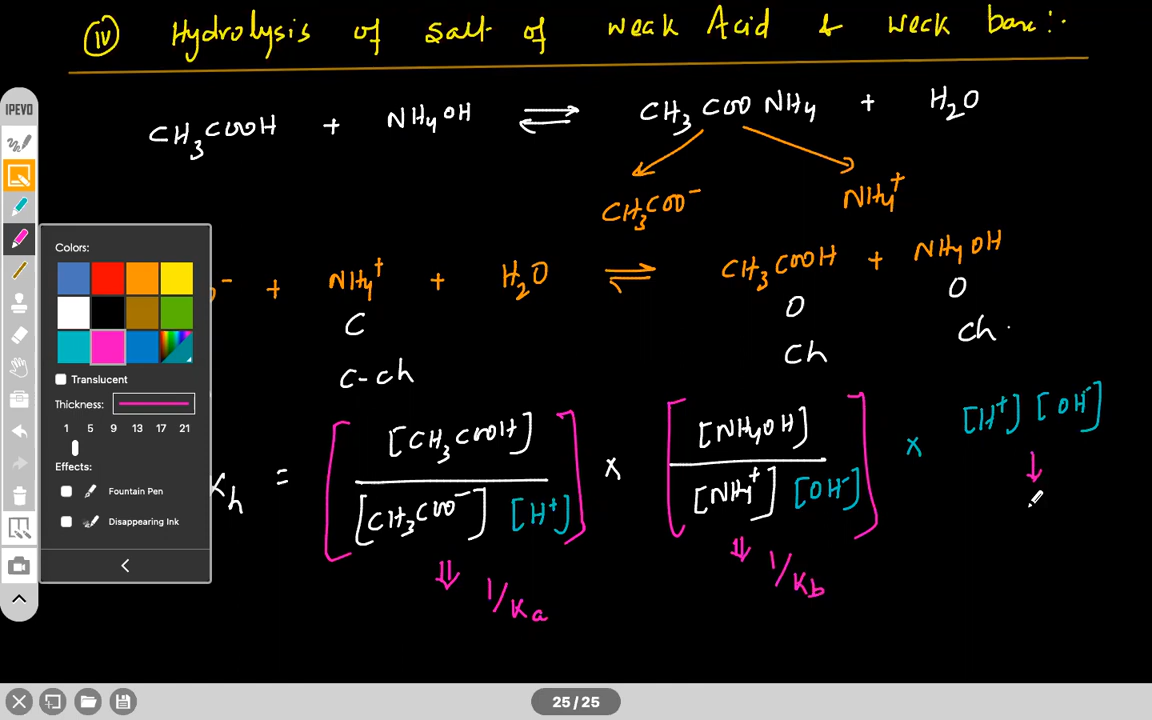 (iv) Hydrolysis of salt of weak Acid & weak base :-
IPEVO
CH3COOH + NH4OH ⇌ CH3COONH4 + H2O
CH3COO⁻ NH4⁺
⁻ + NH4⁺ + H2O ⇌ CH3COOH + NH4OH
C O O
C-ch ch ch
Colors:
Translucent
Thickness:
1 5 9 13 17 21
Effects:
Fountain Pen
Disappearing Ink
Kh = [ [CH3COOH] / [CH3COO⁻] [H⁺] ] × [ [NH4OH] / [NH4⁺] [OH⁻] ] × [H⁺] [OH⁻]
⇓ 1/Ka ⇓ 1/Kb ↓
25/25